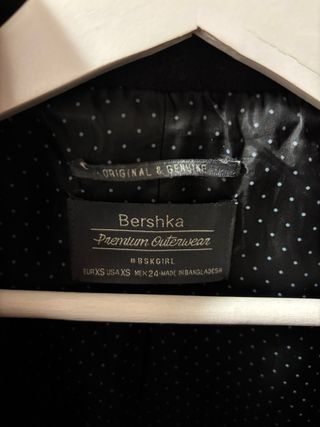 ORIGINAL & GENUINE
Bershka
Premium Outerwear
#BSKGIRL
EUR XS USA XS MEX 24-MADE IN BANGLADESH